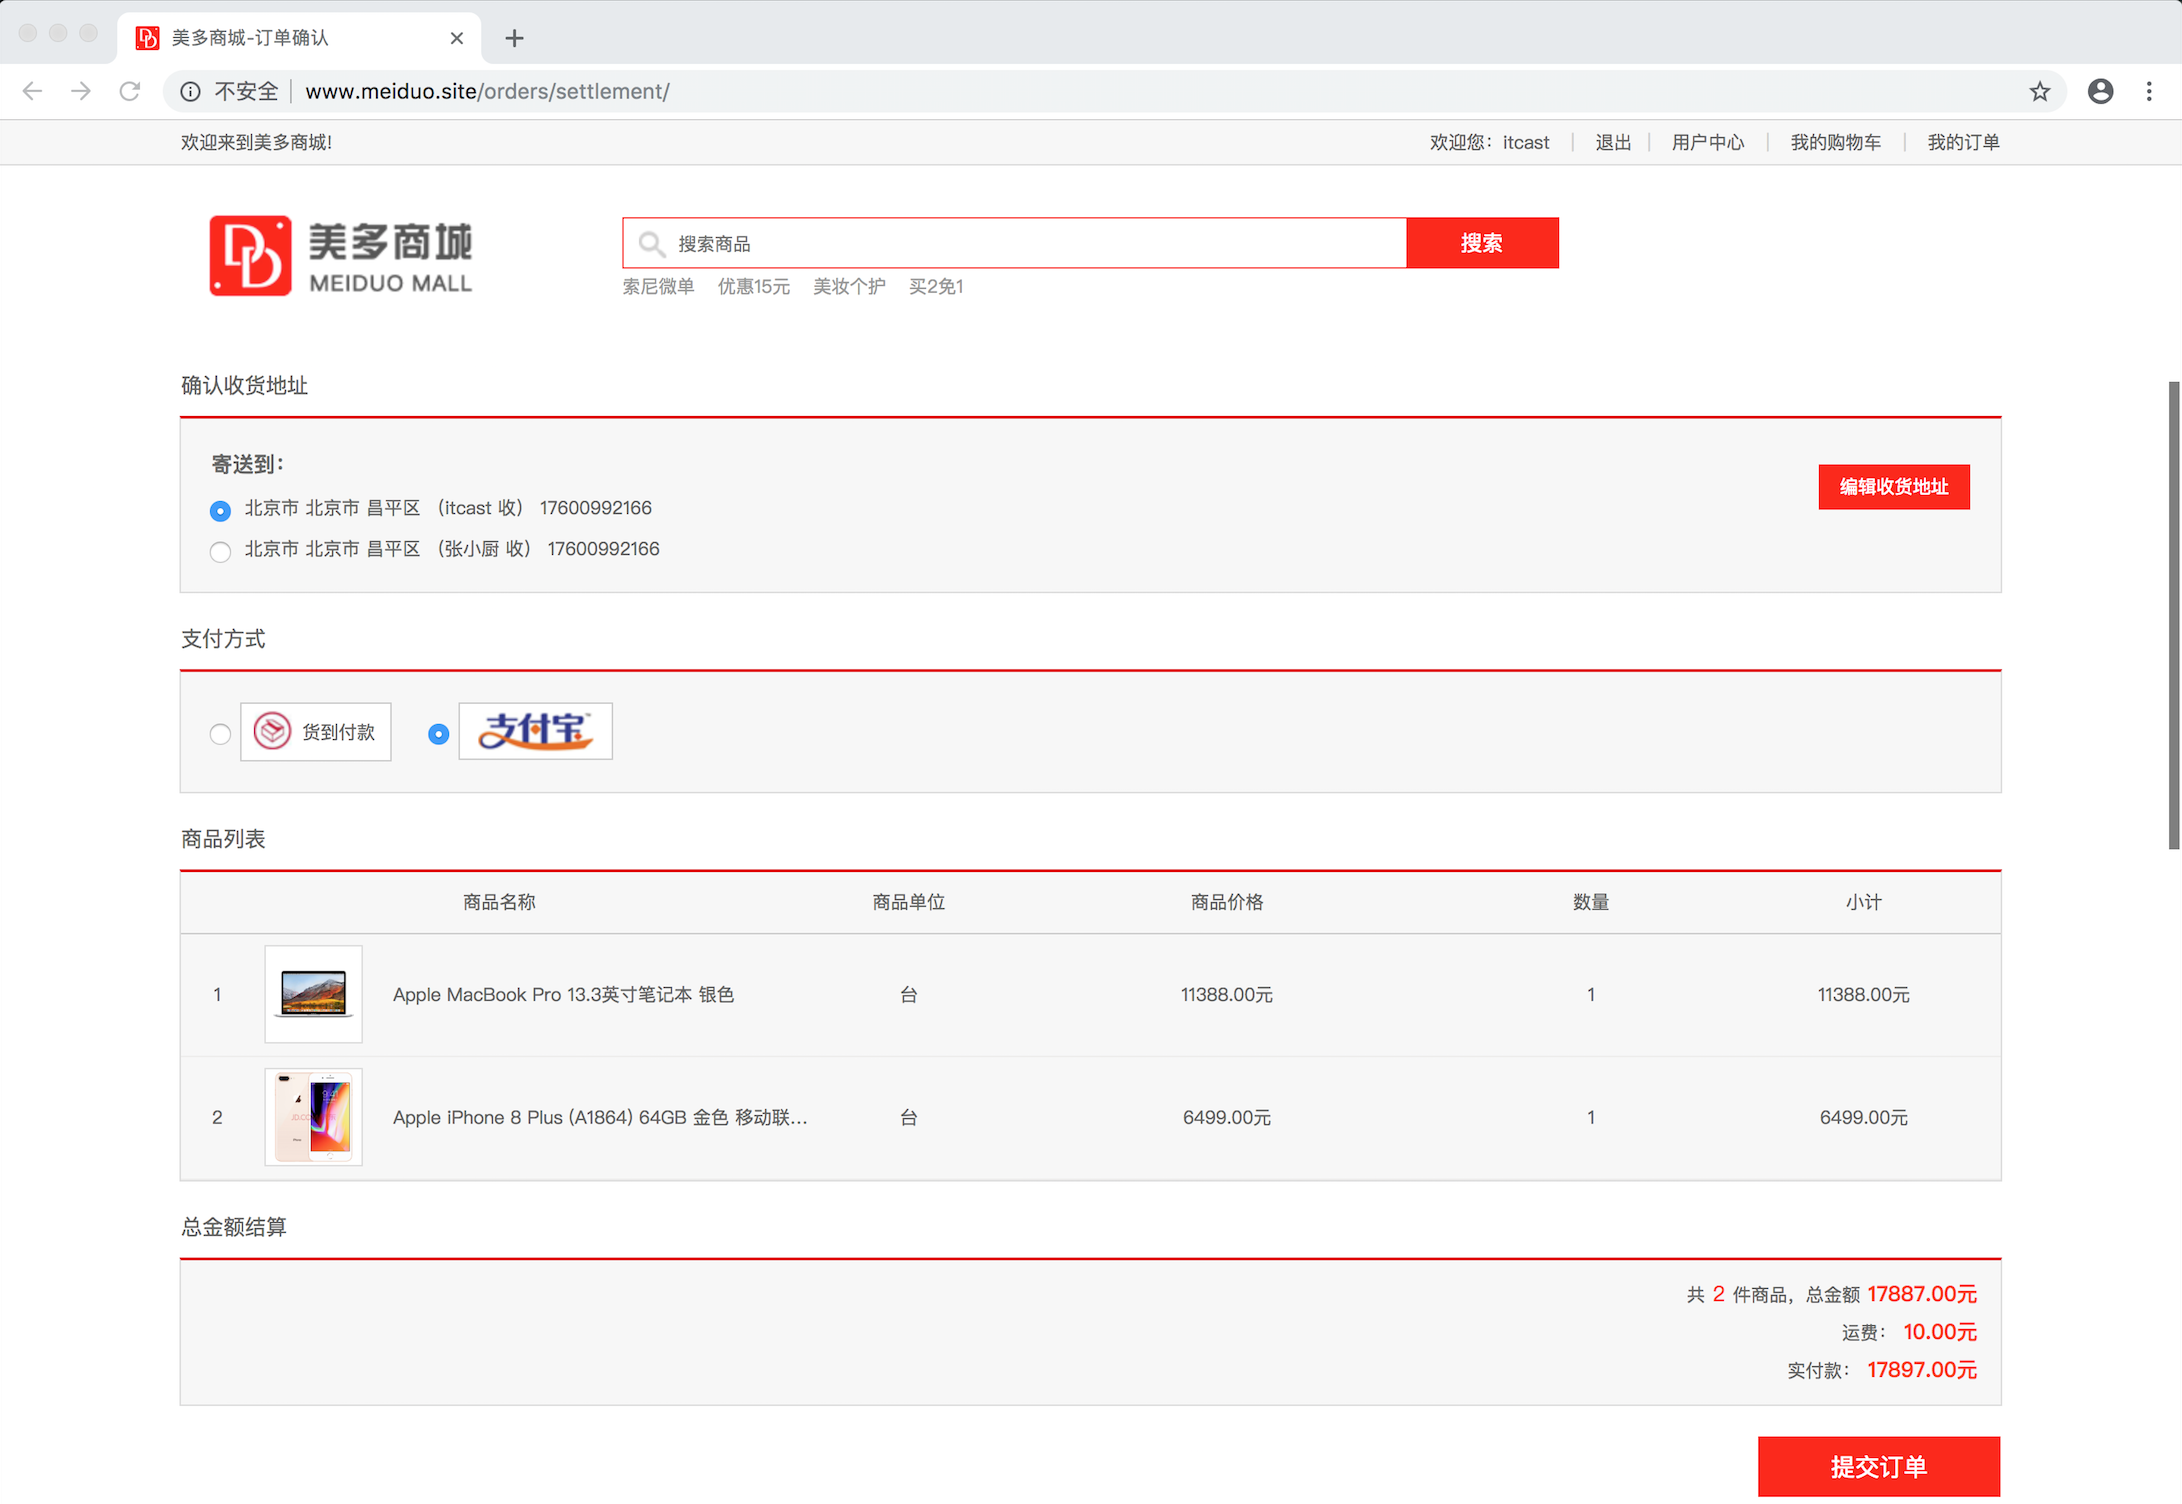 美多商城-订单确认
不安全 www.meiduo.site/orders/settlement/
欢迎来到美多商城! 欢迎您：itcast 退出 用户中心 我的购物车 我的订单
美多商城
MEIDUO MALL
搜索商品 搜索
索尼微单 优惠15元 美妆个护 买2免1
确认收货地址
寄送到：
编辑收货地址
北京市 北京市 昌平区 （itcast 收） 17600992166
北京市 北京市 昌平区 （张小厨 收） 17600992166
支付方式
货到付款 支付宝
商品列表
商品名称 商品单位 商品价格 数量 小计
1 Apple MacBook Pro 13.3英寸笔记本 银色 台 11388.00元 1 11388.00元
2 Apple iPhone 8 Plus (A1864) 64GB 金色 移动联... 台 6499.00元 1 6499.00元
总金额结算
共 2 件商品，总金额 17887.00元
运费： 10.00元
实付款： 17897.00元
提交订单